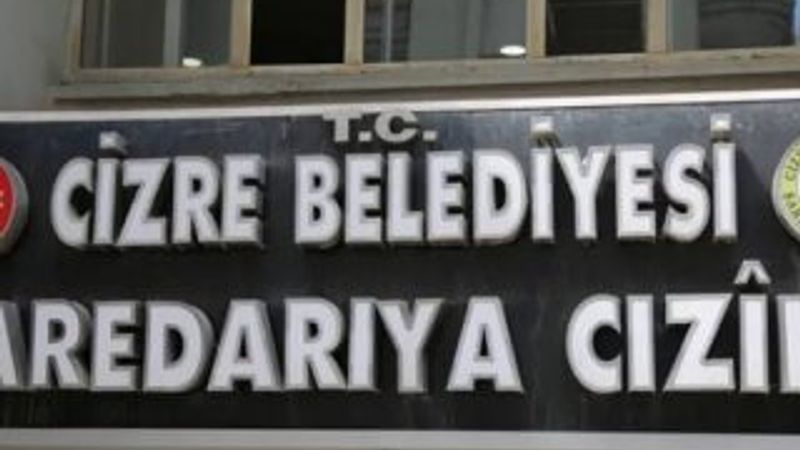 T.C.
CİZRE BELEDİYESİ
AREDARIYA CIZÎ